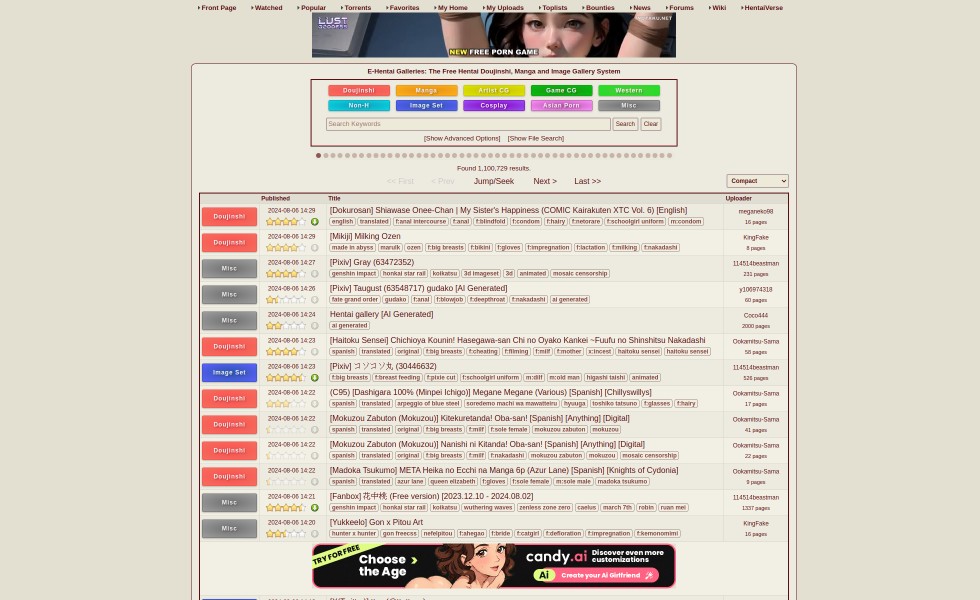 Front Page Watched Popular Torrents Favorites My Home My Uploads Toplists Bounties News Forums Wiki HentaiVerse
LUST
GODDESS
NEW FREE PORN GAME
E-Hentai Galleries: The Free Hentai Doujinshi, Manga and Image Gallery System
Doujinshi Manga Artist CG Game CG Western
Non-H Image Set Cosplay Asian Porn Misc
Search Keywords Search Clear
[Show Advanced Options] [Show File Search]
Found 1,100,729 results.
<< First < Prev Jump/Seek Next > Last >> Compact
Published Title Uploader
Doujinshi 2024-08-06 14:29 [Dokurosan] Shiawase Onee-Chan | My Sister's Happiness (COMIC Kairakuten XTC Vol. 6) [English] meganeko98
english translated f:anal intercourse f:anal f:blindfold f:condom f:hairy f:netorare f:schoolgirl uniform m:condom 16 pages
Doujinshi 2024-08-06 14:29 [Mikiji] Milking Ozen KingFake
made in abyss marulk ozen f:big breasts f:bikini f:gloves f:impregnation f:lactation f:milking f:nakadashi 8 pages
Misc 2024-08-06 14:27 [Pixiv] Gray (63472352) 114514beastman
genshin impact honkai star rail koikatsu 3d imageset 3d animated mosaic censorship 231 pages
Misc 2024-08-06 14:26 [Pixiv] Taugust (63548717) gudako [AI Generated] y106974318
fate grand order gudako f:anal f:blowjob f:deepthroat f:nakadashi ai generated 60 pages
Misc 2024-08-06 14:24 Hentai gallery [AI Generated] Coco444
ai generated 2000 pages
Doujinshi 2024-08-06 14:23 [Haitoku Sensei] Chichioya Kounin! Hasegawa-san Chi no Oyako Kankei ~Fuufu no Shinshitsu Nakadashi Ookamitsu-Sama
spanish translated original f:big breasts f:cheating f:filming f:milf f:mother x:incest haitoku sensei haitoku sensei 58 pages
Image Set 2024-08-06 14:23 [Pixiv] コソコソ丸 (30446632) 114514beastman
f:big breasts f:breast feeding f:pixie cut f:schoolgirl uniform m:dilf m:old man higashi taishi animated 526 pages
Doujinshi 2024-08-06 14:22 (C95) [Dashigara 100% (Minpei Ichigo)] Megane Megane (Various) [Spanish] [Chillyswillys] Ookamitsu-Sama
spanish translated arpeggio of blue steel soredemo machi wa mawatteiru hyouga toshiko tatsuno f:glasses f:hairy 17 pages
Doujinshi 2024-08-06 14:22 [Mokuzou Zabuton (Mokuzou)] Kitekuretanda! Oba-san! [Spanish] [Anything] [Digital] Ookamitsu-Sama
spanish translated original f:big breasts f:milf f:sole female mokuzou zabuton mokuzou 41 pages
Doujinshi 2024-08-06 14:22 [Mokuzou Zabuton (Mokuzou)] Nanishi ni Kitanda! Oba-san! [Spanish] [Anything] [Digital] Ookamitsu-Sama
spanish translated original f:big breasts f:milf f:nakadashi mokuzou zabuton mokuzou mosaic censorship 22 pages
Doujinshi 2024-08-06 14:22 [Madoka Tsukumo] META Heika no Ecchi na Manga 6p (Azur Lane) [Spanish] [Knights of Cydonia] Ookamitsu-Sama
spanish translated azur lane queen elizabeth f:gloves f:sole female m:sole male madoka tsukumo 9 pages
Misc 2024-08-06 14:21 [Fanbox] 花中桃 (Free version) [2023.12.10 - 2024.08.02] 114514beastman
genshin impact honkai star rail koikatsu wuthering waves zenless zone zero caelus march 7th robin ruan mei 1337 pages
Misc 2024-08-06 14:20 [Yukkeelo] Gon x Pitou Art KingFake
hunter x hunter gon freecss nefelpitou f:ahegao f:bride f:catgirl f:defloration f:impregnation f:kemonomimi 16 pages
TRY FOR FREE
Choose the Age
candy.ai
Discover even more customizations
Ai Create your AI Girlfriend